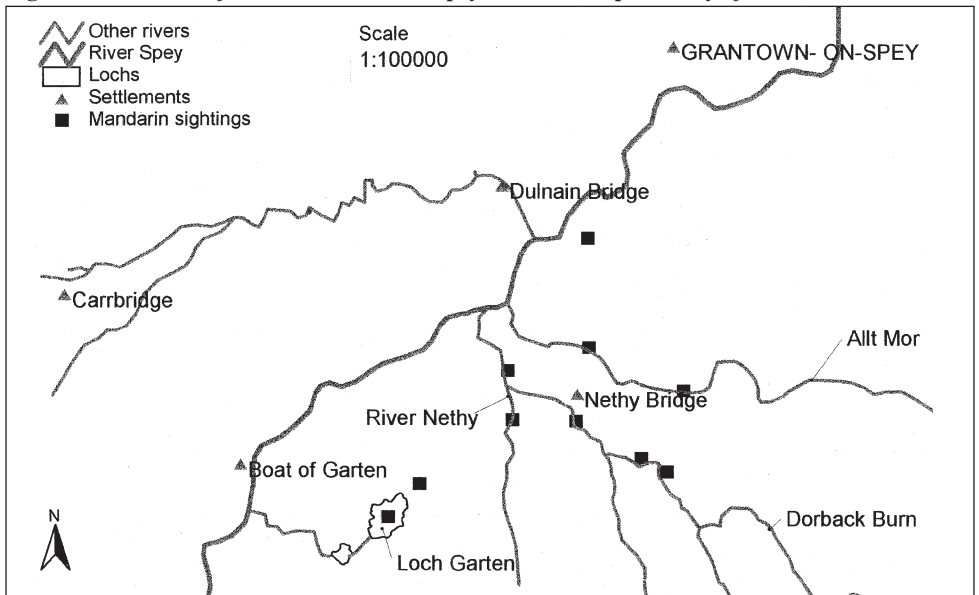 Other rivers
River Spey
Lochs
Settlements
Mandarin sightings
Scale
1:100000
GRANTOWN- ON-SPEY
Dulnain Bridge
Carrbridge
Allt Mor
Nethy Bridge
River Nethy
Boat of Garten
Dorback Burn
Loch Garten
N